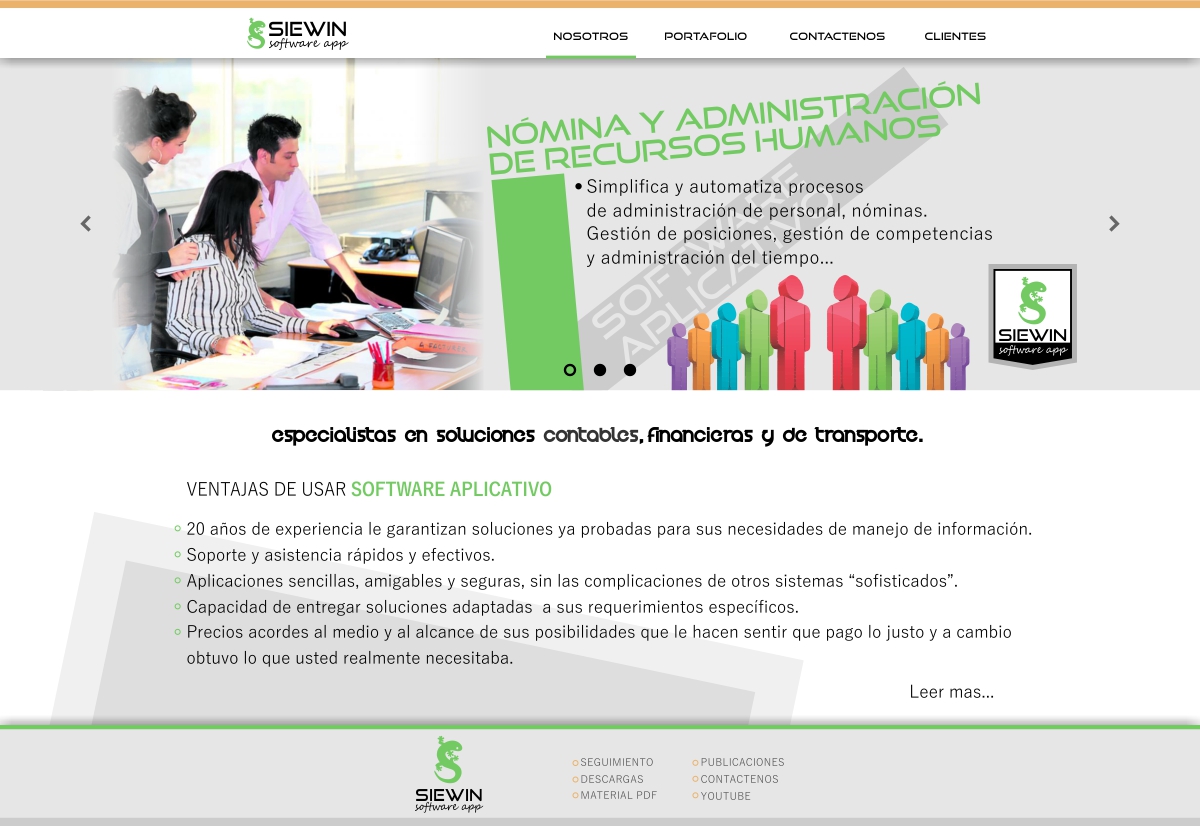 SIEWIN
software app
NOSOTROS
PORTAFOLIO
CONTACTENOS
CLIENTES
NÓMINA Y ADMINISTRACIÓN
DE RECURSOS HUMANOS
• Simplifica y automatiza procesos
de administración de personal, nóminas.
Gestión de posiciones, gestión de competencias
y administración del tiempo...
SOFTWARE
APLICATIVO
SIEWIN
software app
especialistas en soluciones contables, financieras y de transporte.
VENTAJAS DE USAR SOFTWARE APLICATIVO
20 años de experiencia le garantizan soluciones ya probadas para sus necesidades de manejo de información.
Soporte y asistencia rápidos y efectivos.
Aplicaciones sencillas, amigables y seguras, sin las complicaciones de otros sistemas “sofisticados”.
Capacidad de entregar soluciones adaptadas a sus requerimientos específicos.
Precios acordes al medio y al alcance de sus posibilidades que le hacen sentir que pago lo justo y a cambio
obtuvo lo que usted realmente necesitaba.
Leer mas...
SIEWIN
software app
SEGUIMIENTO
DESCARGAS
MATERIAL PDF
PUBLICACIONES
CONTACTENOS
YOUTUBE